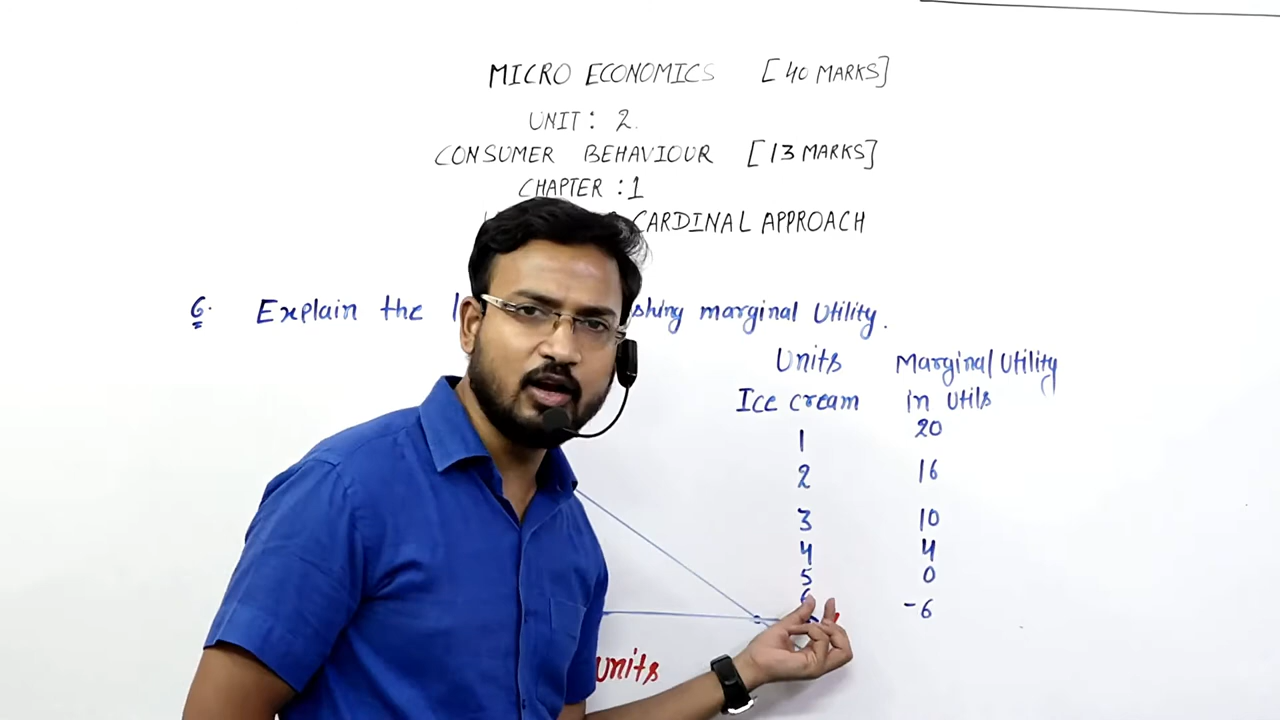 MICRO ECONOMICS [40 MARKS]
UNIT: 2.
CONSUMER BEHAVIOUR [13 MARKS]
CHAPTER : 1
CARDINAL APPROACH
6. Explain the l shing marginal Utility.
Units Marginal Utility
Ice cream in Utils
1 20
2 16
3 10
4 4
5 0
6 -6
Units